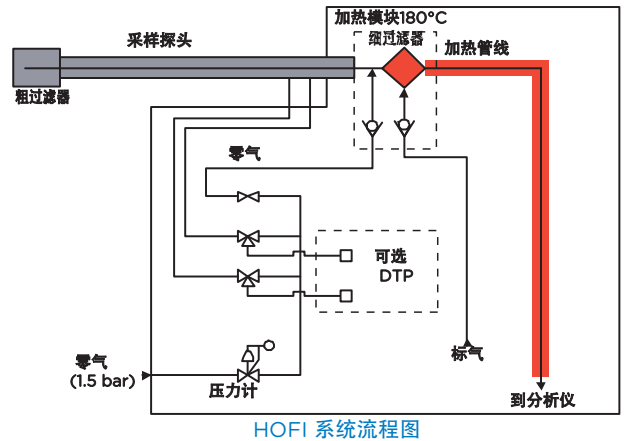 加热模块180°C
细过滤器
采样探头
加热管线
粗过滤器
零气
可选
DTP
标气
零气
(1.5 bar)
压力计
到分析仪
HOFI 系统流程图